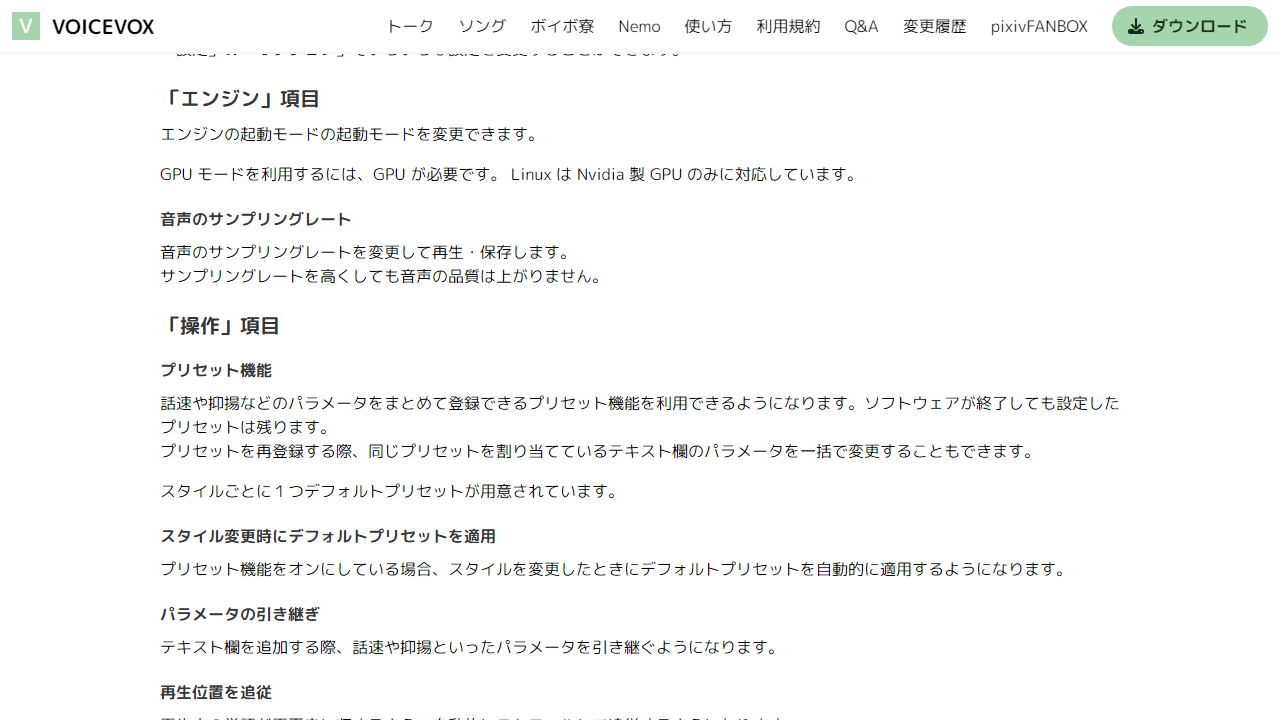 V VOICEVOX トーク ソング ボイボ寮 Nemo 使い方 利用規約 Q&A 変更履歴 pixivFANBOX ダウンロード
「エンジン」項目
エンジンの起動モードの起動モードを変更できます。
GPU モードを利用するには、GPU が必要です。 Linux は Nvidia 製 GPU のみに対応しています。
音声のサンプリングレート
音声のサンプリングレートを変更して再生・保存します。
サンプリングレートを高くしても音声の品質は上がりません。
「操作」項目
プリセット機能
話速や抑揚などのパラメータをまとめて登録できるプリセット機能を利用できるようになります。ソフトウェアが終了しても設定した
プリセットは残ります。
プリセットを再登録する際、同じプリセットを割り当てているテキスト欄のパラメータを一括で変更することもできます。
スタイルごとに１つデフォルトプリセットが用意されています。
スタイル変更時にデフォルトプリセットを適用
プリセット機能をオンにしている場合、スタイルを変更したときにデフォルトプリセットを自動的に適用するようになります。
パラメータの引き継ぎ
テキスト欄を追加する際、話速や抑揚といったパラメータを引き継ぐようになります。
再生位置を追従